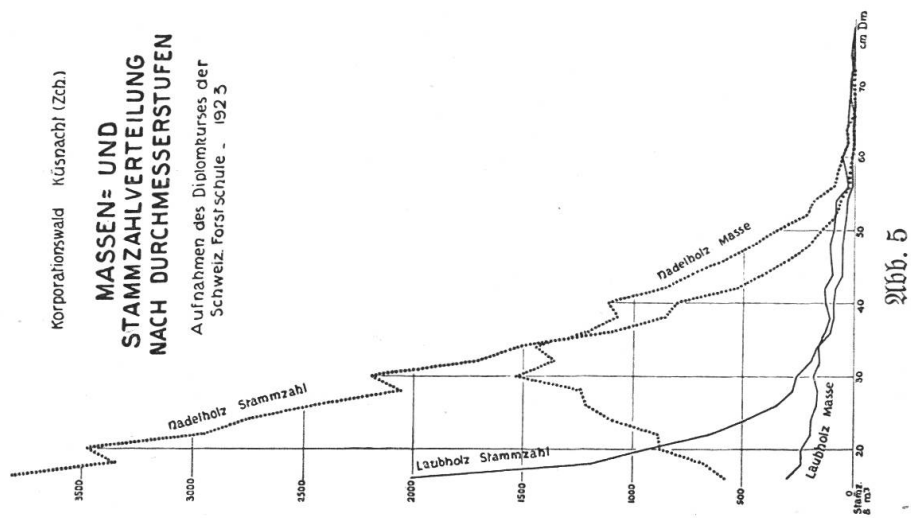 Korporationswald Küsnacht (Zch.)
MASSEN= UND
STAMMZAHLVERTEILUNG
NACH DURCHMESSERSTUFEN
Aufnahmen des Diplomkurses der
Schweiz. Forstschule - 1923
Nadelholz Stammzahl
Nadelholz Masse
Laubholz Stammzahl
Laubholz Masse
3500
3000
2500
2000
1500
1000
500
0
Stamz.
& m³
20
30
40
50
60
70
cm Dm
Abb. 5